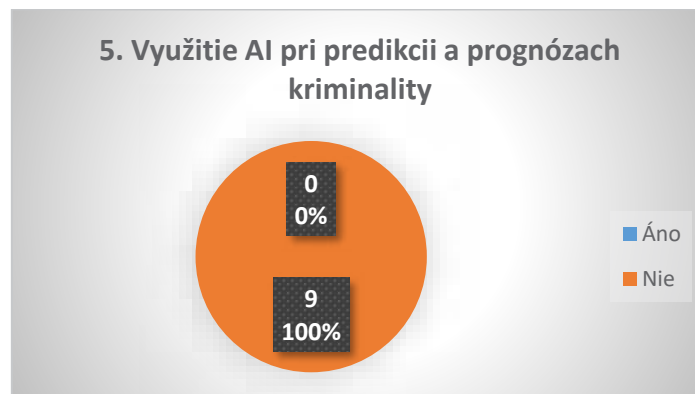 5. Využitie AI pri predikcii a prognózach
kriminality
0
0%
9
100%
Áno
Nie